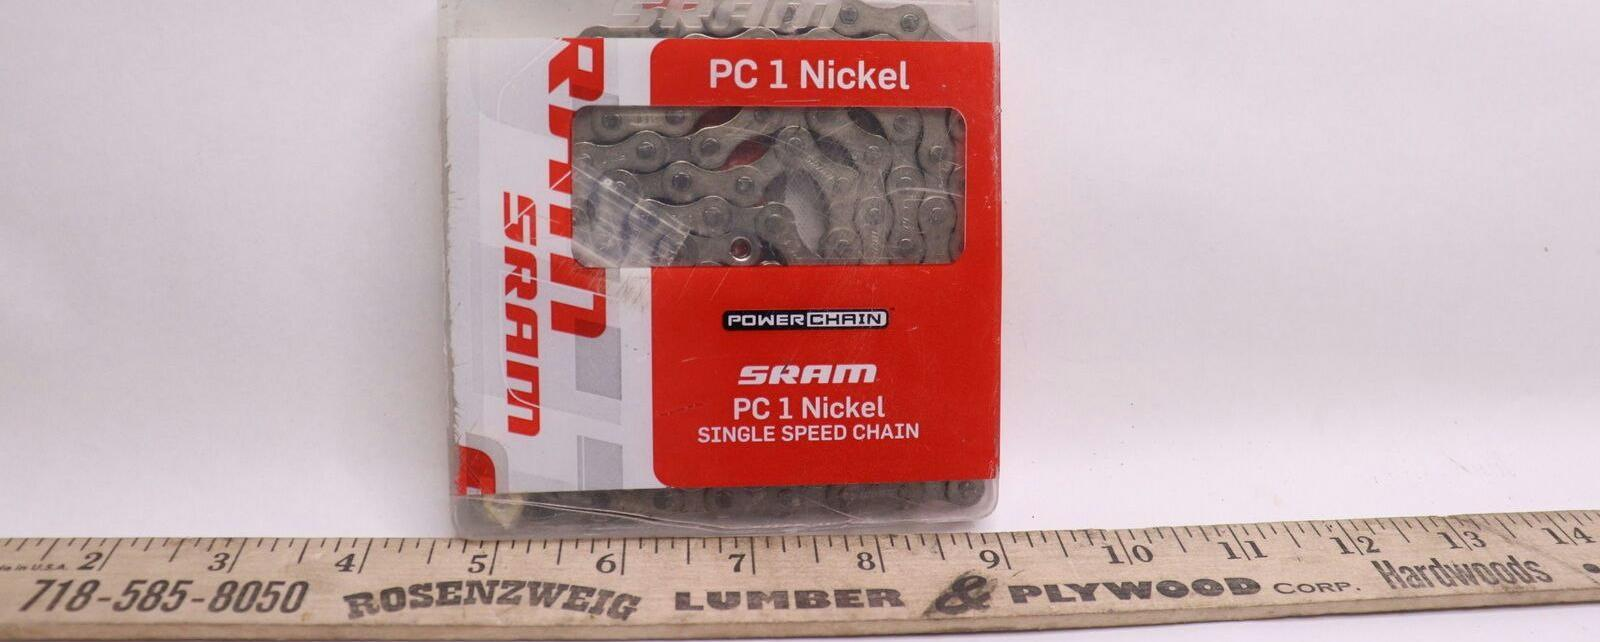 SRAM
PC 1 Nickel
SRAM
SRAM
POWERCHAIN
SRAM
PC 1 Nickel
SINGLE SPEED CHAIN
2 3 4 5 6 7 8 9 10 11 12 13 14
in U.S.A.
718-585-8050 ROSENZWEIG LUMBER & PLYWOOD CORP. Hardwoods